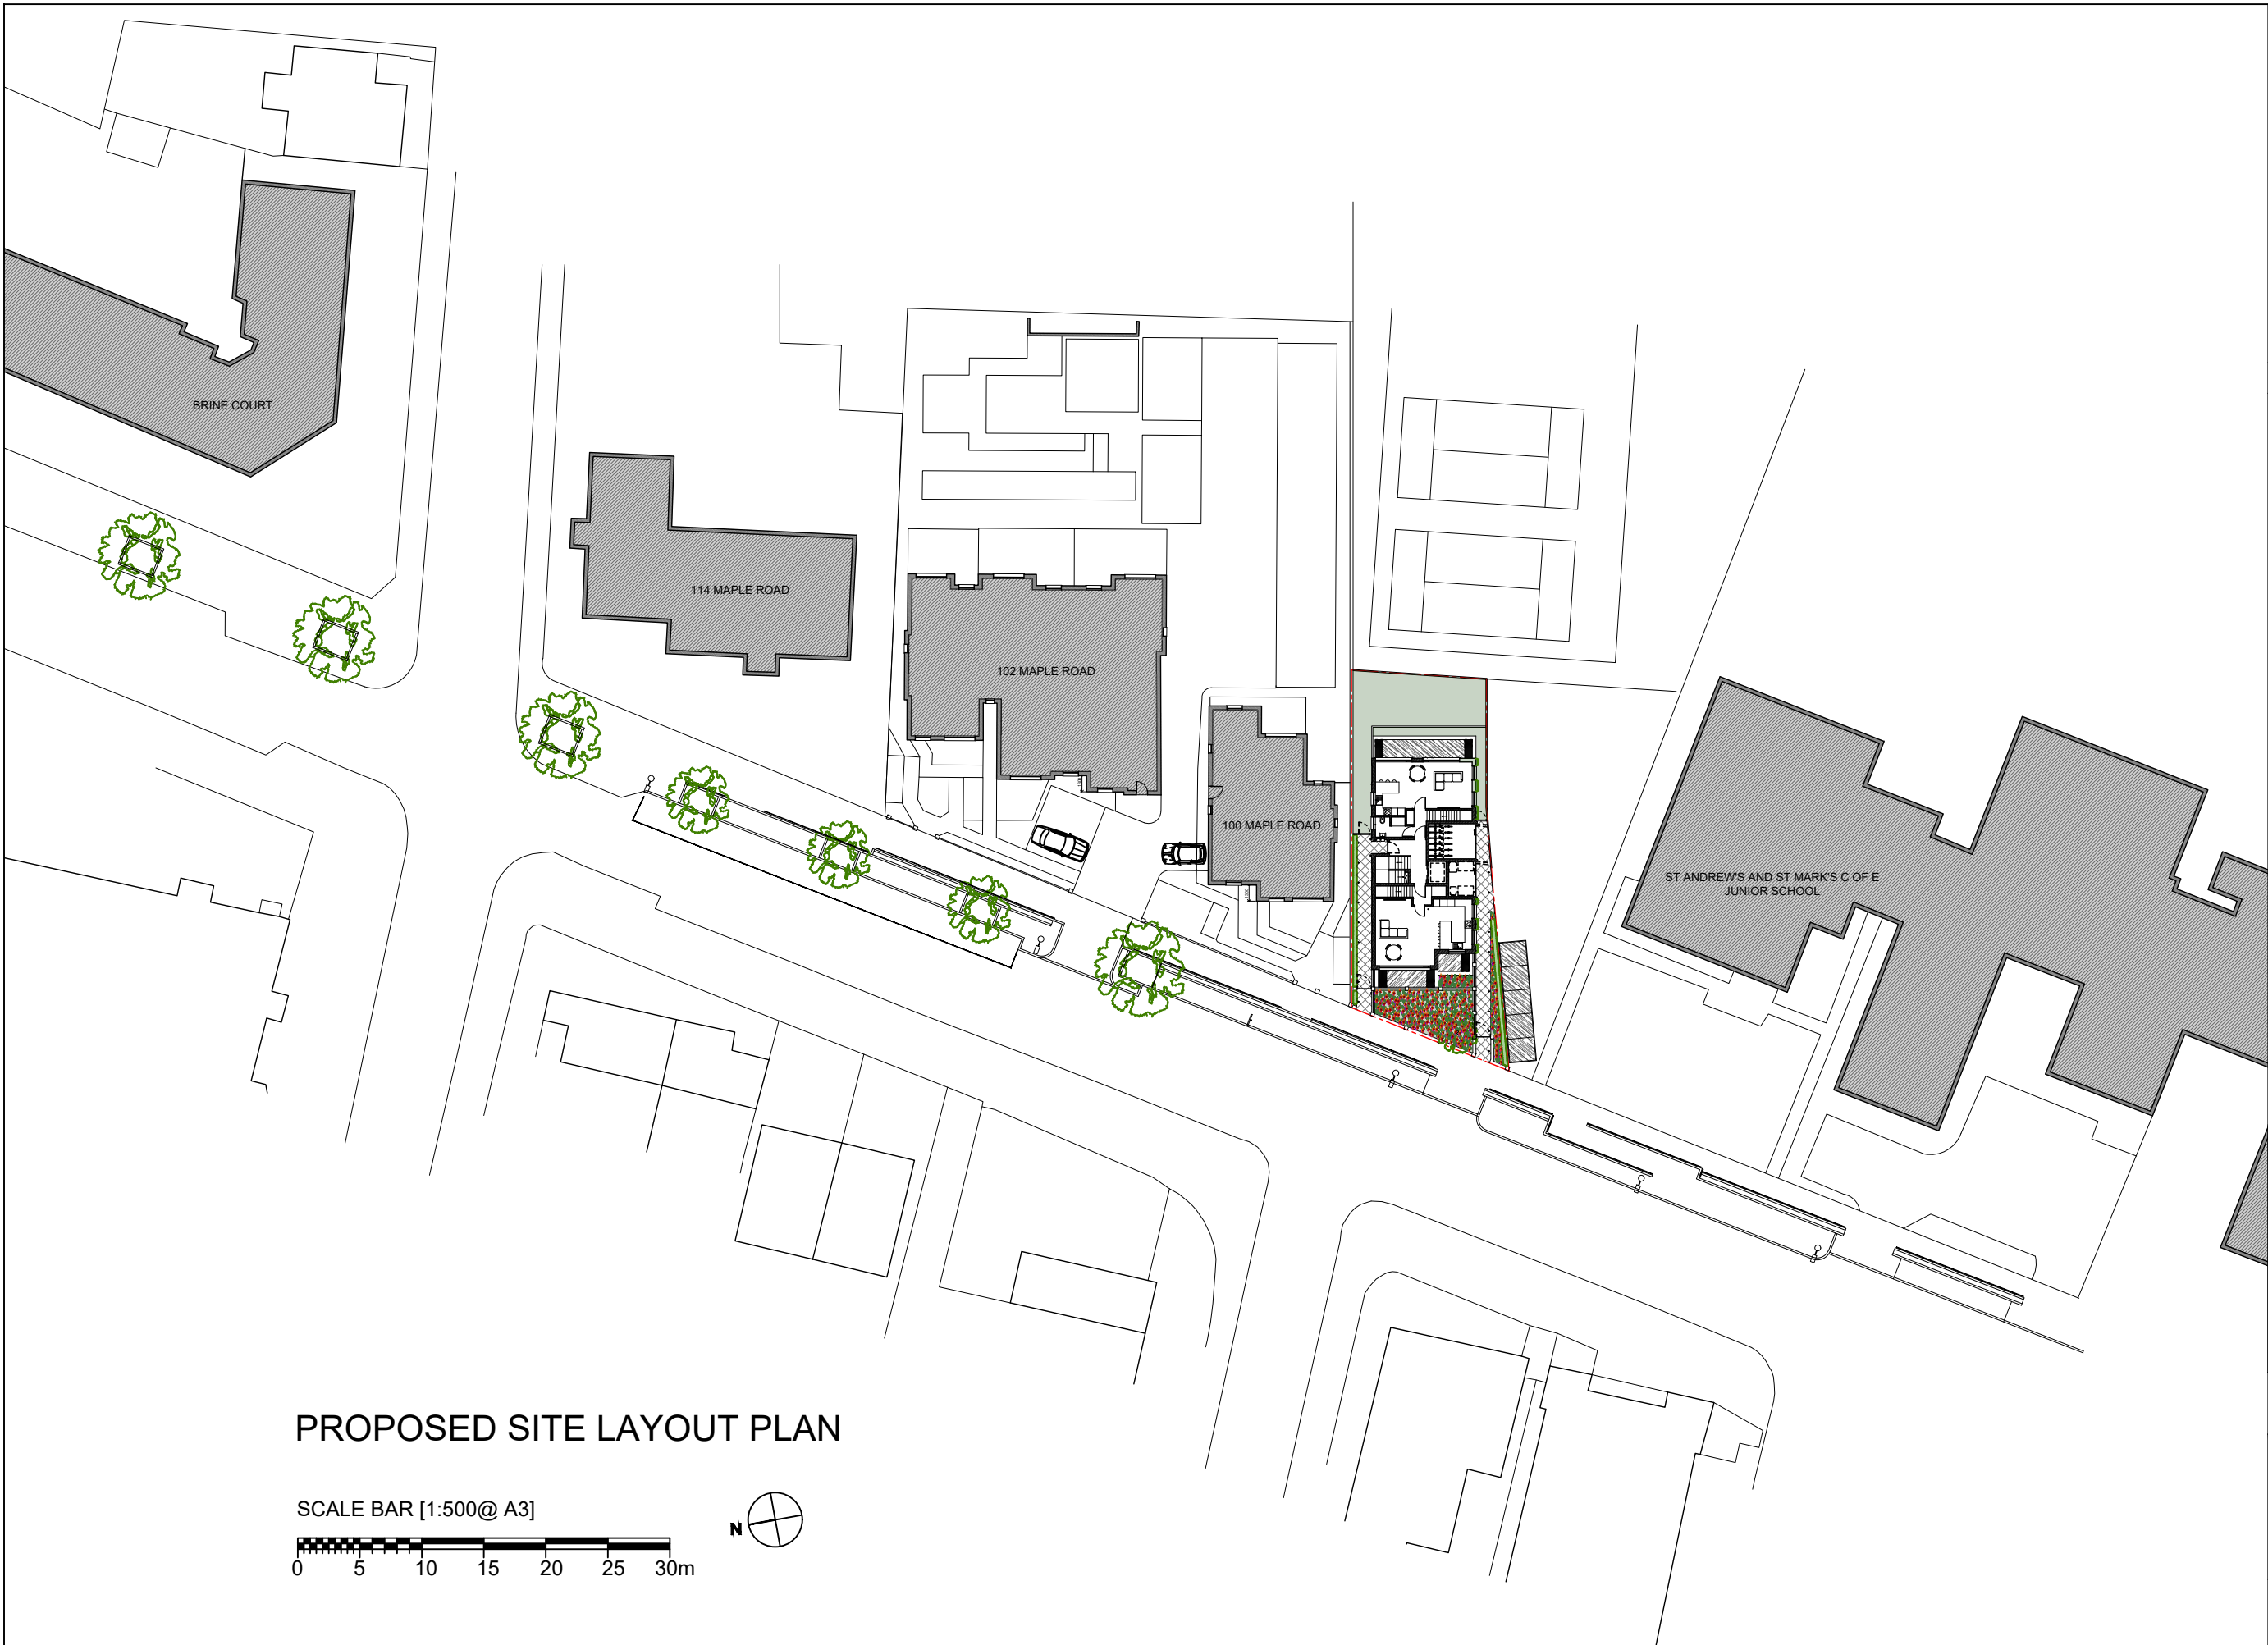 BRINE COURT
114 MAPLE ROAD
102 MAPLE ROAD
100 MAPLE ROAD
ST ANDREW'S AND ST MARK'S C OF E
JUNIOR SCHOOL
PROPOSED SITE LAYOUT PLAN
SCALE BAR [1:500@ A3]
N
0 5 10 15 20 25 30m